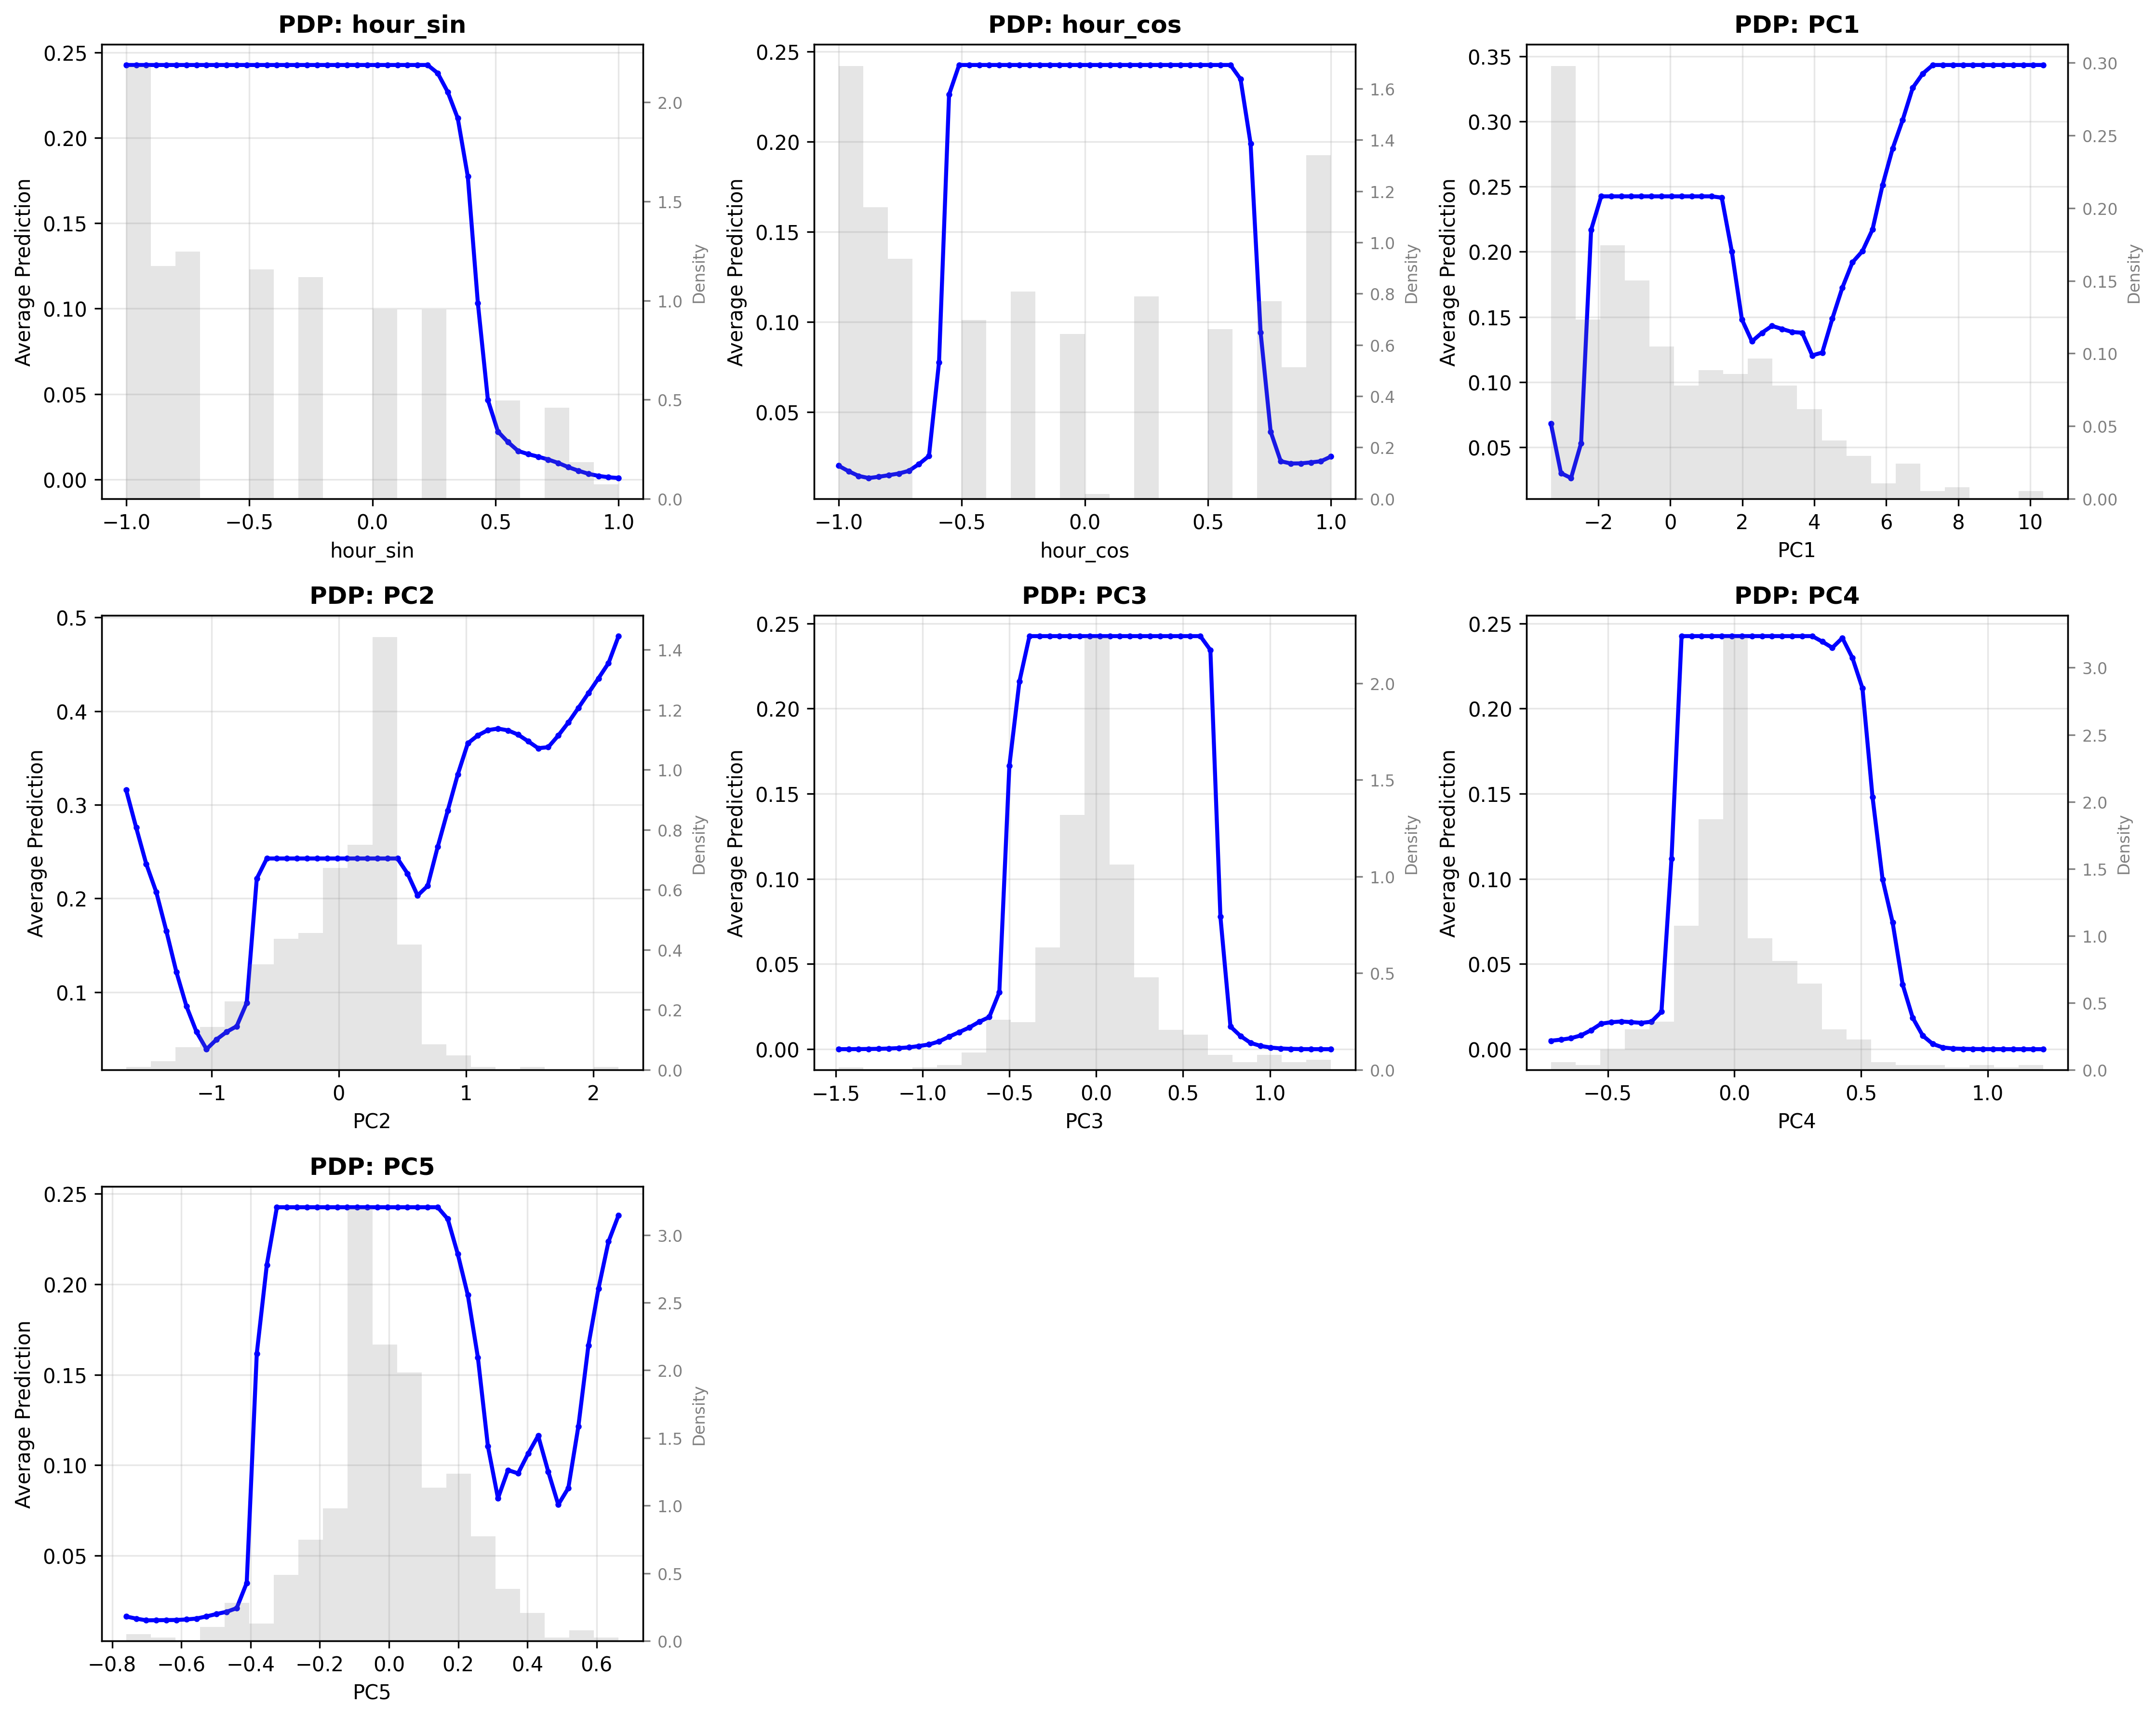 PDP: hour_sin
0.25
0.20
0.15
0.10
0.05
0.00
Average Prediction
2.0
1.5
1.0
0.5
0.0
Density
−1.0 −0.5 0.0 0.5 1.0
hour_sin
PDP: hour_cos
0.25
0.20
0.15
0.10
0.05
Average Prediction
1.6
1.4
1.2
1.0
0.8
0.6
0.4
0.2
0.0
Density
−1.0 −0.5 0.0 0.5 1.0
hour_cos
PDP: PC1
0.35
0.30
0.25
0.20
0.15
0.10
0.05
Average Prediction
0.30
0.25
0.20
0.15
0.10
0.05
0.00
Density
−2 0 2 4 6 8 10
PC1
PDP: PC2
0.5
0.4
0.3
0.2
0.1
Average Prediction
1.4
1.2
1.0
0.8
0.6
0.4
0.2
0.0
Density
−1 0 1 2
PC2
PDP: PC3
0.25
0.20
0.15
0.10
0.05
0.00
Average Prediction
2.0
1.5
1.0
0.5
0.0
Density
−1.5 −1.0 −0.5 0.0 0.5 1.0
PC3
PDP: PC4
0.25
0.20
0.15
0.10
0.05
0.00
Average Prediction
3.0
2.5
2.0
1.5
1.0
0.5
0.0
Density
−0.5 0.0 0.5 1.0
PC4
PDP: PC5
0.25
0.20
0.15
0.10
0.05
Average Prediction
3.0
2.5
2.0
1.5
1.0
0.5
0.0
Density
−0.8 −0.6 −0.4 −0.2 0.0 0.2 0.4 0.6
PC5